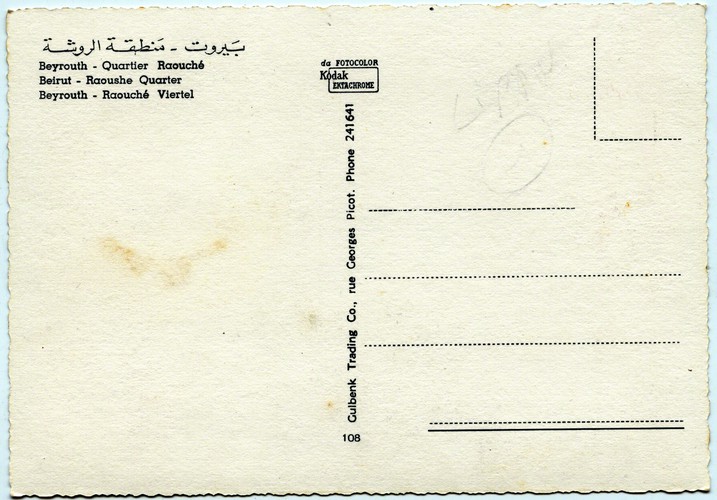 بيروت - منطقة الروشة
Beyrouth - Quartier Raouché
Beirut - Raoushe Quarter
Beyrouth - Raouché Viertel
da FOTOCOLOR
Kodak
EKTACHROME
Gulbenk Trading Co., rue Georges Picot. Phone 241641
108